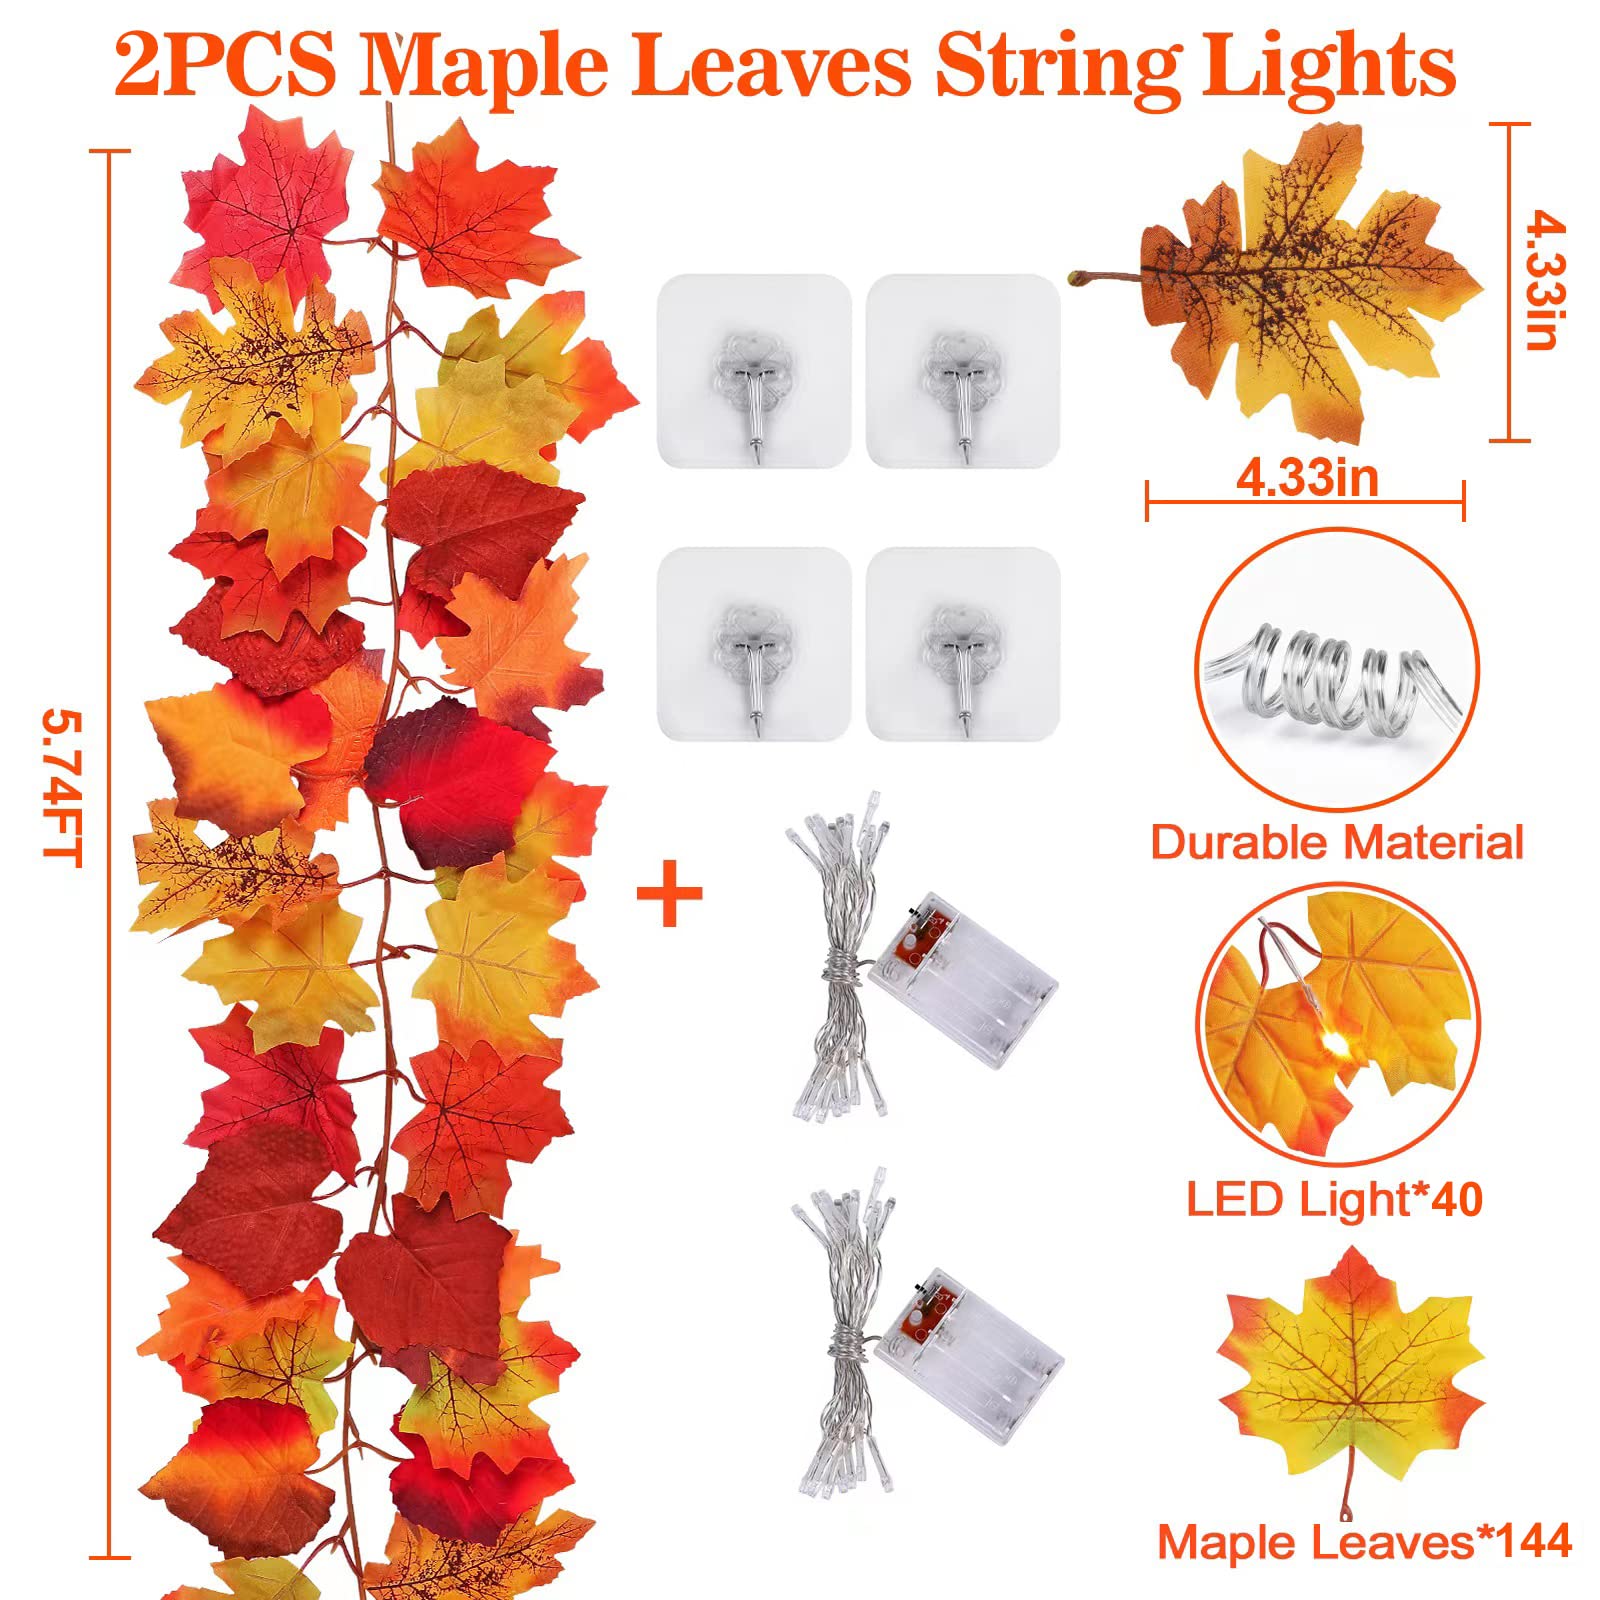 2PCS Maple Leaves String Lights
5.74FT
4.33in
4.33in
+
Durable Material
LED Light*40
Maple Leaves*144